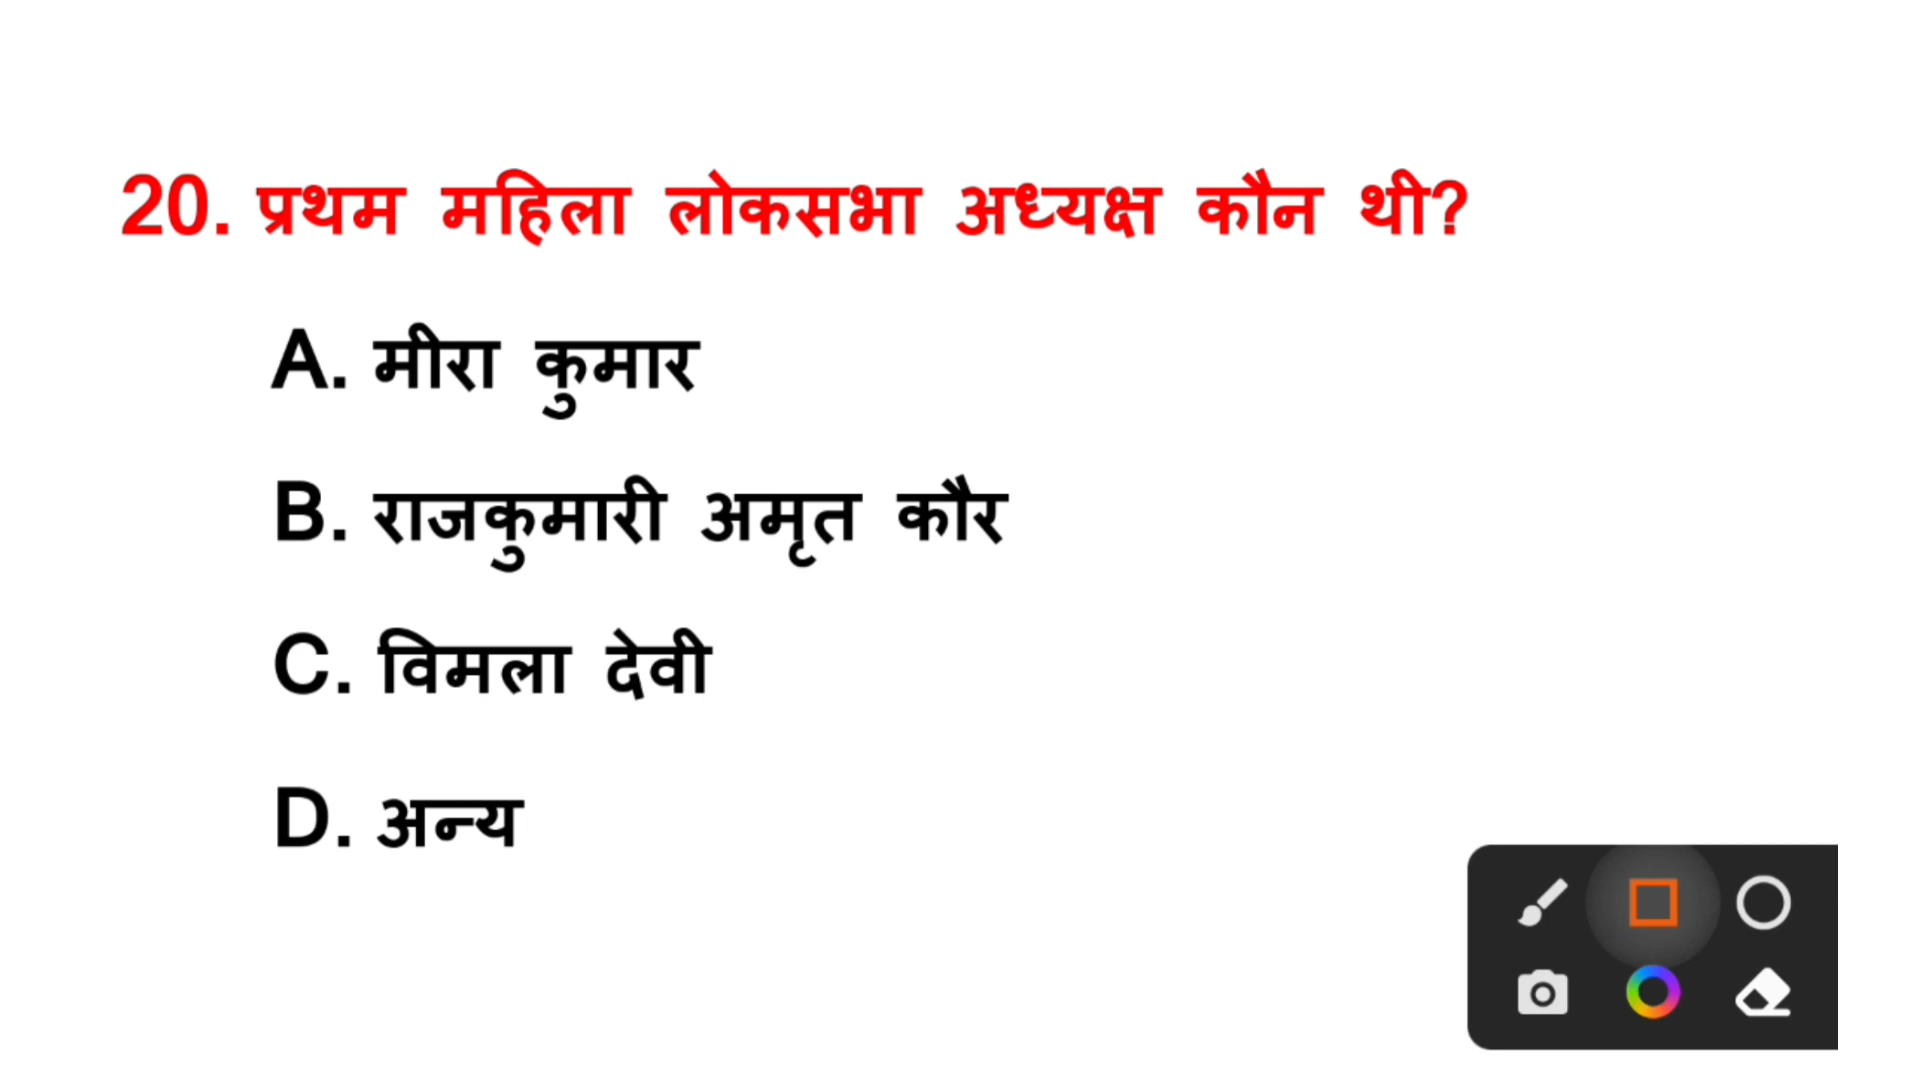 20. प्रथम महिला लोकसभा अध्यक्ष कौन थी?
A. मीरा कुमार
B. राजकुमारी अमृत कौर
C. विमला देवी
D. अन्य